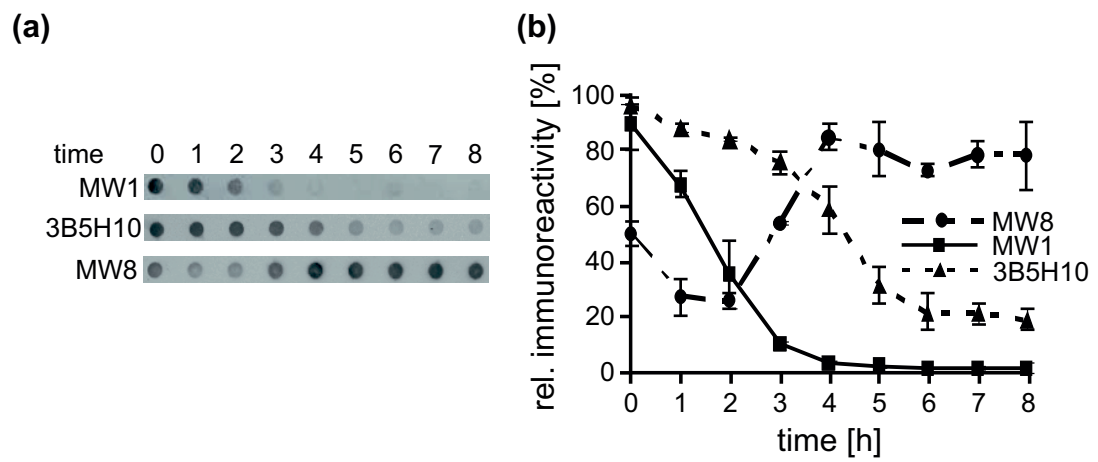 (a)
time 0 1 2 3 4 5 6 7 8
MW1
3B5H10
MW8
(b)
rel. immunoreactivity [%]
100
80
60
40
20
0
0 1 2 3 4 5 6 7 8
time [h]
MW8
MW1
3B5H10